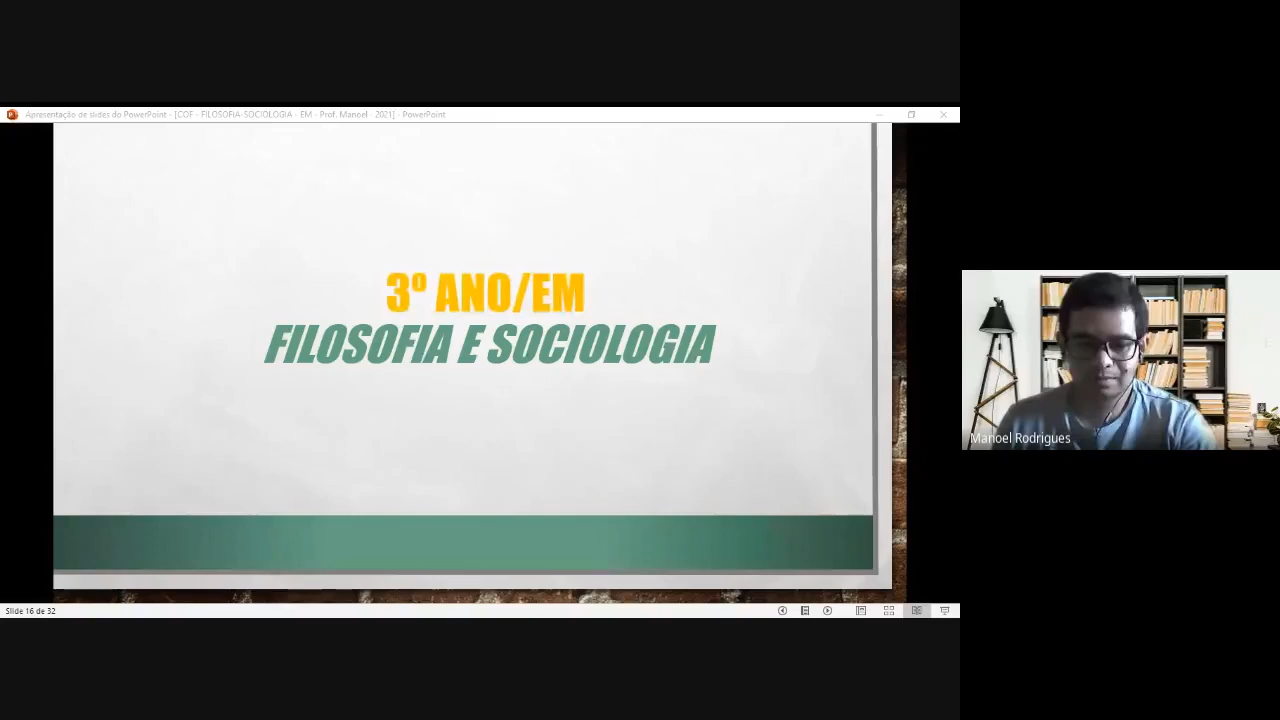 Apresentação de slides do PowerPoint - [COF - FILOSOFIA-SOCIOLOGIA - EM - Prof. Manoel - 2021] - PowerPoint
3º ANO/EM
FILOSOFIA E SOCIOLOGIA
Manoel Rodrigues
Slide 16 de 32